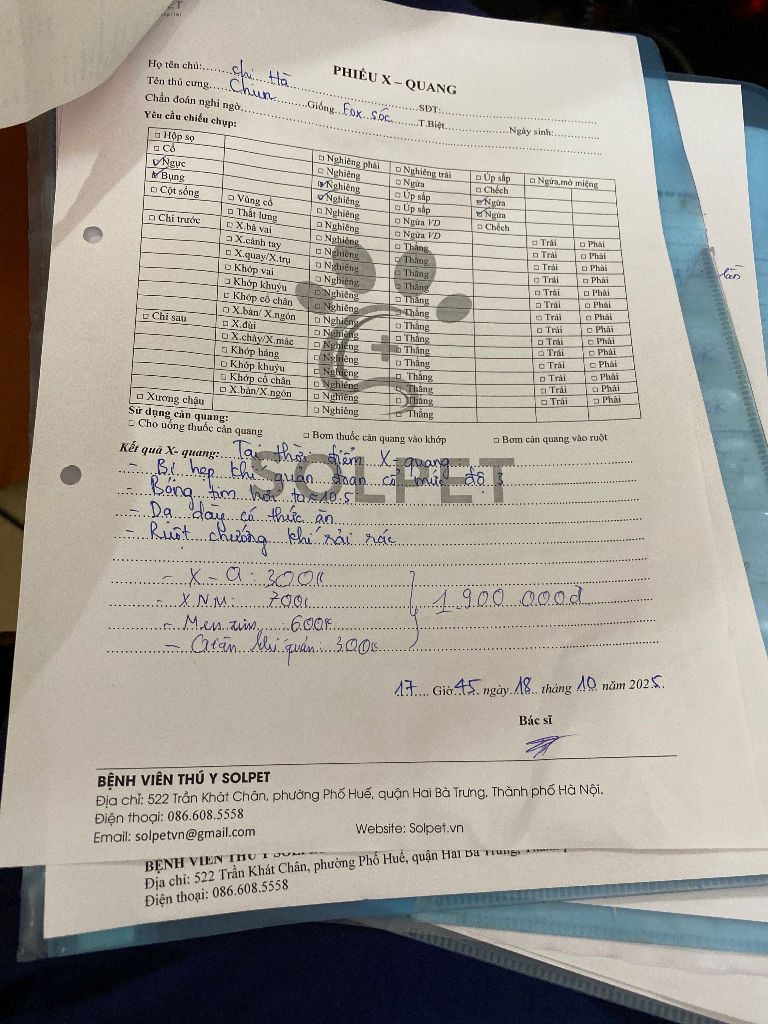 PHIẾU X – QUANG
Họ tên chủ: chị Hà SĐT:
Tên thú cưng Chun Giống Fox sóc T.Biệt Ngày sinh:
Chẩn đoán nghi ngờ
Yêu cầu chiếu chụp:
□ Hộp sọ □ Nghiêng phải □ Nghiêng trái □ Úp sấp □ Ngửa, mở miệng
□ Cổ □ Nghiêng □ Ngửa □ Chếch
☑ Ngực ☑ Nghiêng □ Úp sấp ☑ Ngửa
☑ Bụng ☑ Nghiêng □ Úp sấp ☑ Ngửa
□ Cột sống □ Vùng cổ □ Nghiêng □ Ngửa VD □ Chếch
□ Thắt lưng □ Nghiêng □ Ngửa VD
□ Chi trước □ X.bả vai □ Nghiêng □ Thẳng □ Trái □ Phải
□ X.cánh tay □ Nghiêng □ Thẳng □ Trái □ Phải
□ X.quay/X.trụ □ Nghiêng □ Thẳng □ Trái □ Phải
□ Khớp vai □ Nghiêng □ Thẳng □ Trái □ Phải
□ Khớp khuỷu □ Nghiêng □ Thẳng □ Trái □ Phải
□ Khớp cổ chân □ Nghiêng □ Thẳng □ Trái □ Phải
□ X.bàn/ X.ngón □ Nghiêng □ Thẳng □ Trái □ Phải
□ Chi sau □ X.đùi □ Nghiêng □ Thẳng □ Trái □ Phải
□ X.chày/X.mác □ Nghiêng □ Thẳng □ Trái □ Phải
□ Khớp háng □ Nghiêng □ Thẳng □ Trái □ Phải
□ Khớp khuỷu □ Nghiêng □ Thẳng □ Trái □ Phải
□ Khớp cổ chân □ Nghiêng □ Thẳng □ Trái □ Phải
□ X.bàn/X.ngón □ Nghiêng □ Thẳng □ Trái □ Phải
□ Xương chậu □ Nghiêng □ Thẳng
Sử dụng cản quang:
□ Cho uống thuốc cản quang □ Bơm thuốc cản quang vào khớp □ Bơm cản quang vào ruột
Kết quả X- quang: Tại thời điểm X-quang
- Bị hẹp khí quản đoạn cổ mức độ 3
SOLPET
- Bóng tim hơi to ≈ 10.5
- Dạ dày có thức ăn
- Ruột chướng khí rải rác
- X-Q: 300K
- XNM: 700K
1.900.000đ
- Men tim 600K
- Giãn khí quản: 300K
17 Giờ 45 ngày 18 tháng 10 năm 2025.
Bác sĩ
BỆNH VIÊN THÚ Y SOLPET
Địa chỉ: 522 Trần Khát Chân, phường Phố Huế, quận Hai Bà Trưng, Thành phố Hà Nội.
Điện thoại: 086.608.5558
Email: solpetvn@gmail.com Website: Solpet.vn
BỆNH VIÊN THÚ Y
Địa chỉ: 522 Trần Khát Chân, phường Phố Huế, quận Hai Bà Trưng,
Điện thoại: 086.608.5558